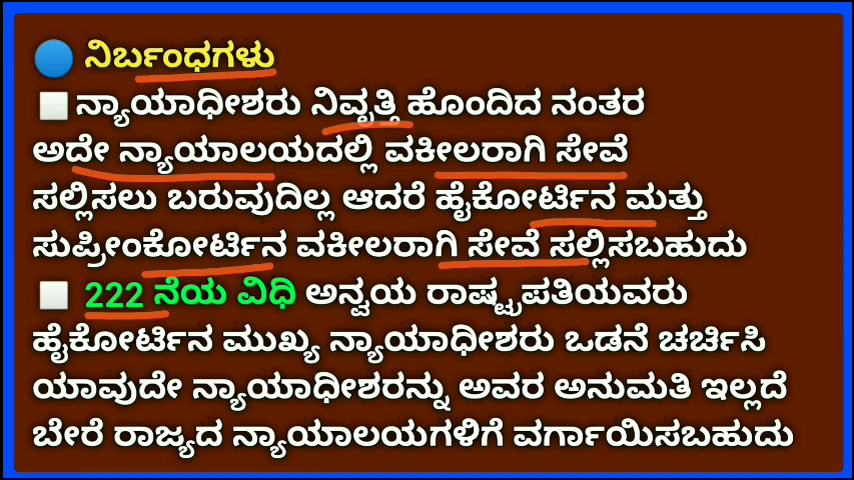 ನಿರ್ಬಂಧಗಳು
ನ್ಯಾಯಾಧೀಶರು ನಿವೃತ್ತಿ ಹೊಂದಿದ ನಂತರ
ಅದೇ ನ್ಯಾಯಾಲಯದಲ್ಲಿ ವಕೀಲರಾಗಿ ಸೇವೆ
ಸಲ್ಲಿಸಲು ಬರುವುದಿಲ್ಲ ಆದರೆ ಹೈಕೋರ್ಟಿನ ಮತ್ತು
ಸುಪ್ರೀಂಕೋರ್ಟಿನ ವಕೀಲರಾಗಿ ಸೇವೆ ಸಲ್ಲಿಸಬಹುದು
222 ನೆಯ ವಿಧಿ ಅನ್ವಯ ರಾಷ್ಟ್ರಪತಿಯವರು
ಹೈಕೋರ್ಟಿನ ಮುಖ್ಯ ನ್ಯಾಯಾಧೀಶರು ಒಡನೆ ಚರ್ಚಿಸಿ
ಯಾವುದೇ ನ್ಯಾಯಾಧೀಶರನ್ನು ಅವರ ಅನುಮತಿ ಇಲ್ಲದೆ
ಬೇರೆ ರಾಜ್ಯದ ನ್ಯಾಯಾಲಯಗಳಿಗೆ ವರ್ಗಾಯಿಸಬಹುದು